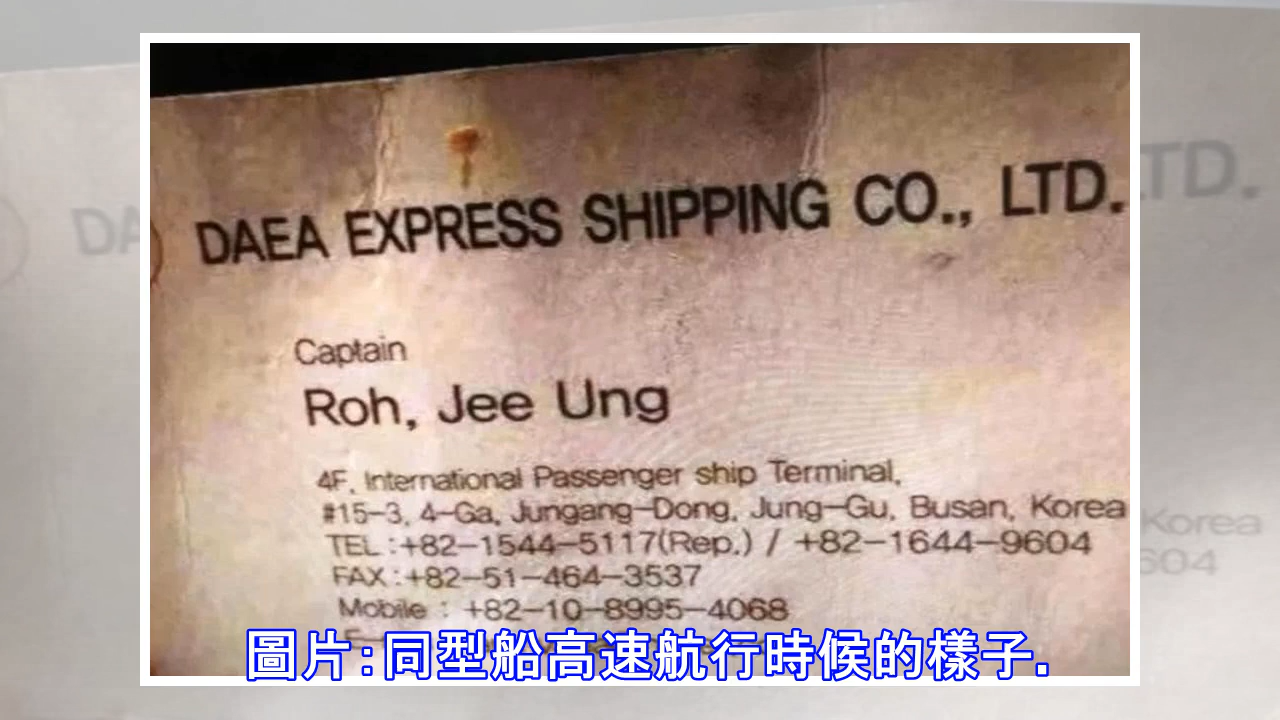 DAEA EXPRESS SHIPPING CO., LTD.
Captain
Roh, Jee Ung
4F, International Passenger ship Terminal,
#15-3, 4-Ga, Jungang-Dong, Jung-Gu, Busan, Korea
TEL :+82-1544-5117(Rep.) / +82-1644-9604
FAX :+82-51-464-3537
Mobile : +82-10-8995-4068
圖片:同型船高速航行時候的樣子.